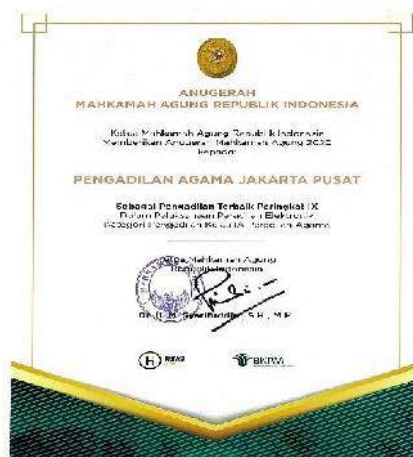 ANUGERAH
MAHKAMAH AGUNG REPUBLIK INDONESIA
Ketua Mahkamah Agung Republik Indonesia
Memberikan Anugerah Mahkamah Agung
Kepada:
PENGADILAN AGAMA JAKARTA PUSAT
Sebagai Pengadilan Terbaik Peringkat IX
Dalam Pelaksanaan Peradilan Elektronik
Kategori Pengadilan Kelas IA Peradilan Agama
Ketua Mahkamah Agung
Republik Indonesia
Dr. H. M. Syarifuddin, S.H., M.H